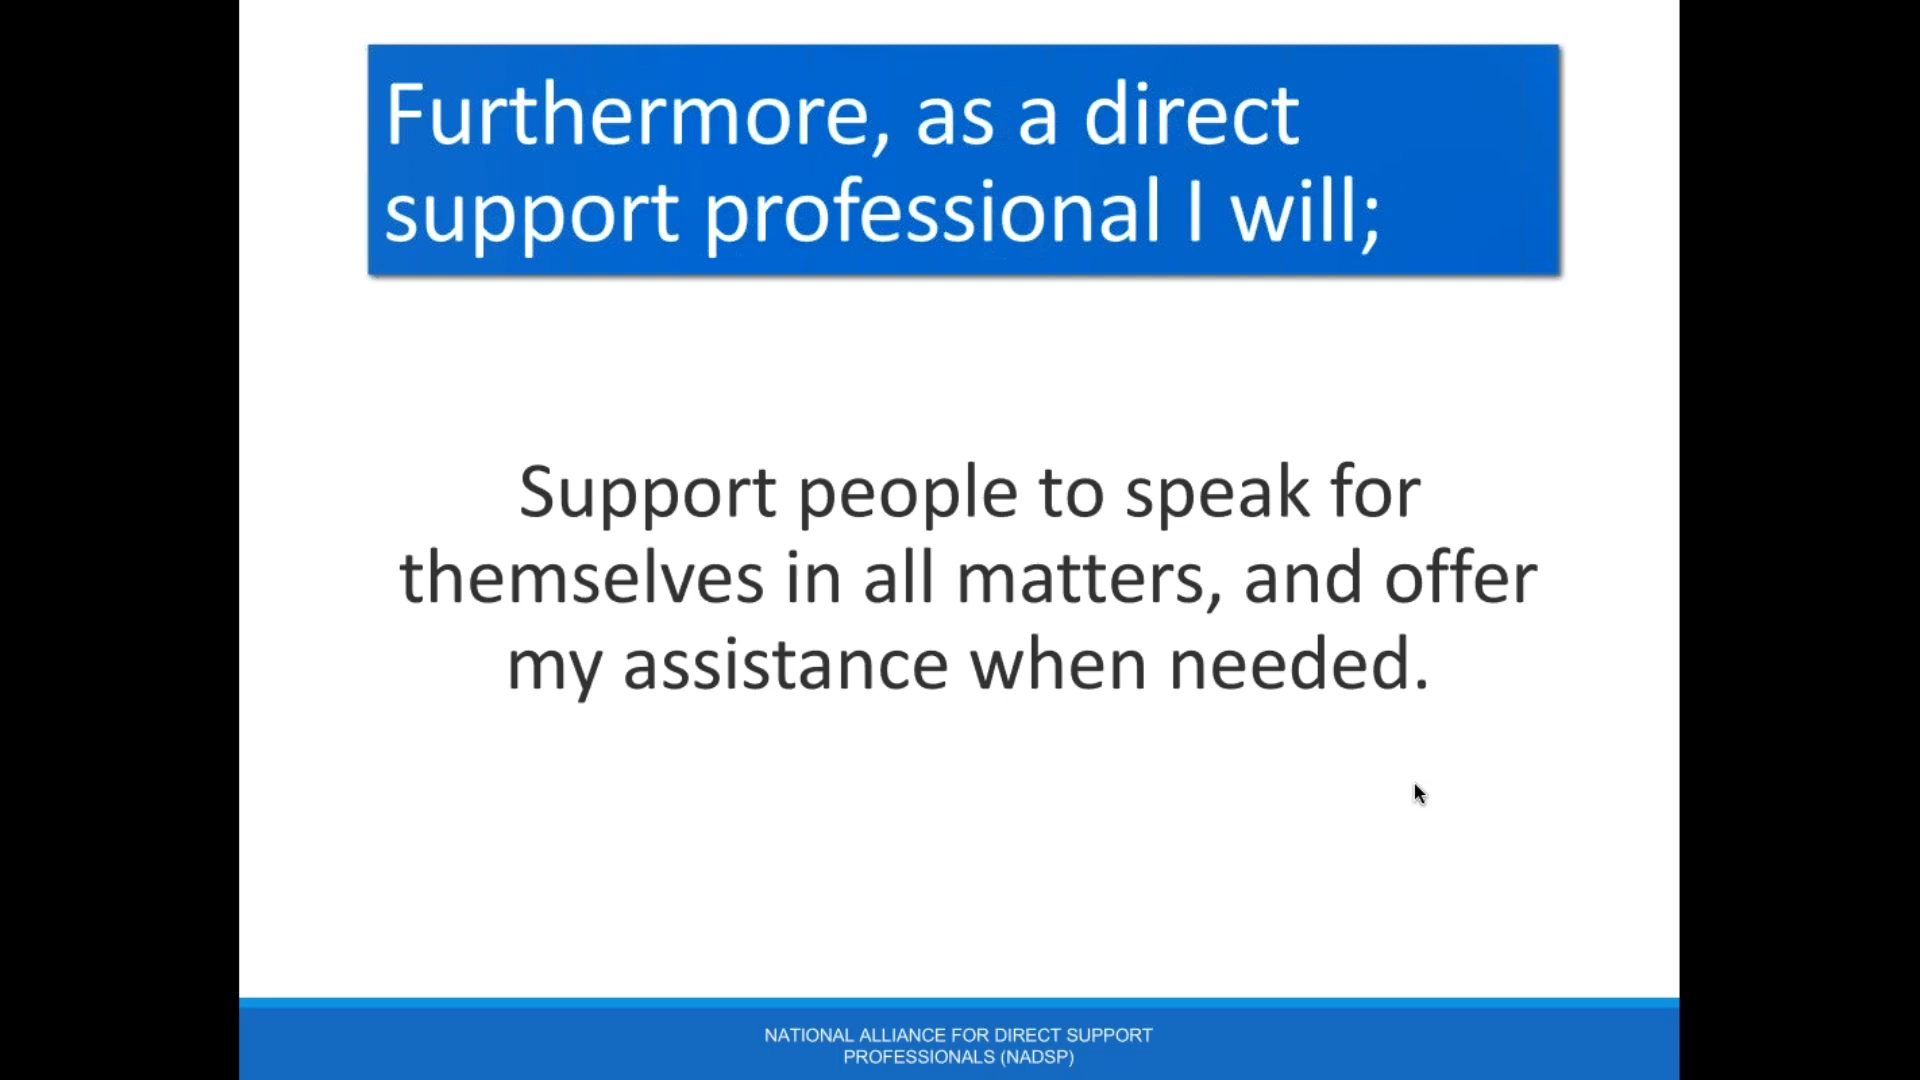 Furthermore, as a direct
support professional I will;
Support people to speak for
themselves in all matters, and offer
my assistance when needed.
NATIONAL ALLIANCE FOR DIRECT SUPPORT
PROFESSIONALS (NADSP)